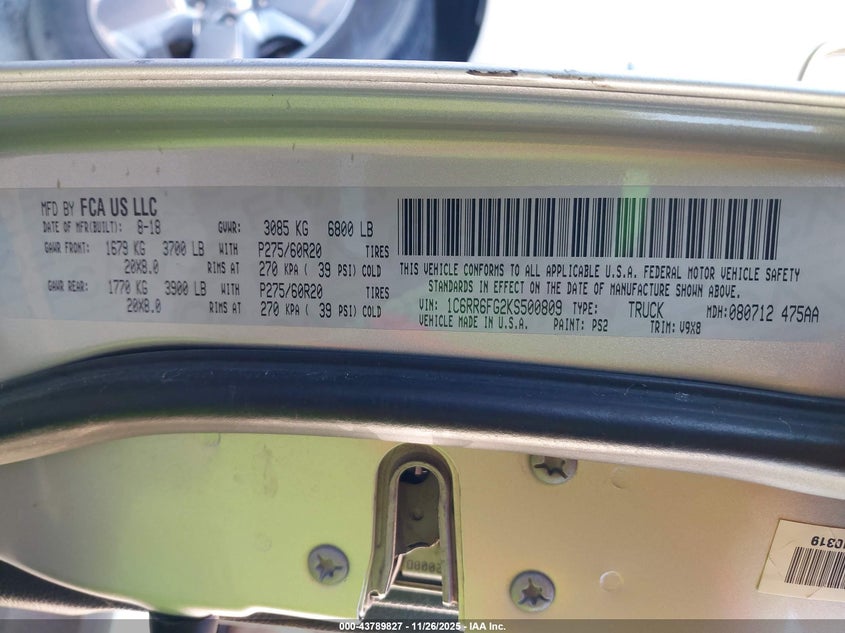 MFD BY FCA US LLC
DATE OF MFR(BUILT): 8-18 GVWR: 3085 KG 6800 LB
GAWR FRONT: 1679 KG 3700 LB WITH P275/60R20 TIRES
20X8.0 RIMS AT 270 KPA ( 39 PSI) COLD
GAWR REAR: 1770 KG 3900 LB WITH P275/60R20 TIRES
20X8.0 RIMS AT 270 KPA ( 39 PSI) COLD
THIS VEHICLE CONFORMS TO ALL APPLICABLE U.S.A. FEDERAL MOTOR VEHICLE SAFETY
STANDARDS IN EFFECT ON THE DATE OF MANUFACTURE SHOWN ABOVE.
VIN: 1C6RR6FG2KS500809 TYPE: TRUCK MDH:080712 475AA
VEHICLE MADE IN U.S.A. PAINT: PS2 TRIM: V9X8
000-43789827 - 11/26/2025 - IAA Inc.